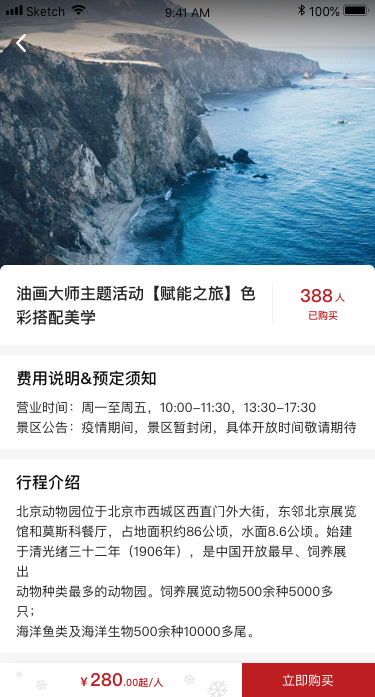 Sketch 9:41 AM 100%
油画大师主题活动【赋能之旅】色
彩搭配美学
388人
已购买
费用说明&预定须知
营业时间：周一至周五，10:00-11:30，13:30-17:30
景区公告：疫情期间，景区暂封闭，具体开放时间敬请期待
行程介绍
北京动物园位于北京市西城区西直门外大街，东邻北京展览
馆和莫斯科餐厅，占地面积约86公顷，水面8.6公顷。始建
于清光绪三十二年（1906年），是中国开放最早、饲养展
出
动物种类最多的动物园。饲养展览动物500余种5000多
只；
海洋鱼类及海洋生物500余种10000多尾。
￥280.00起/人
立即购买